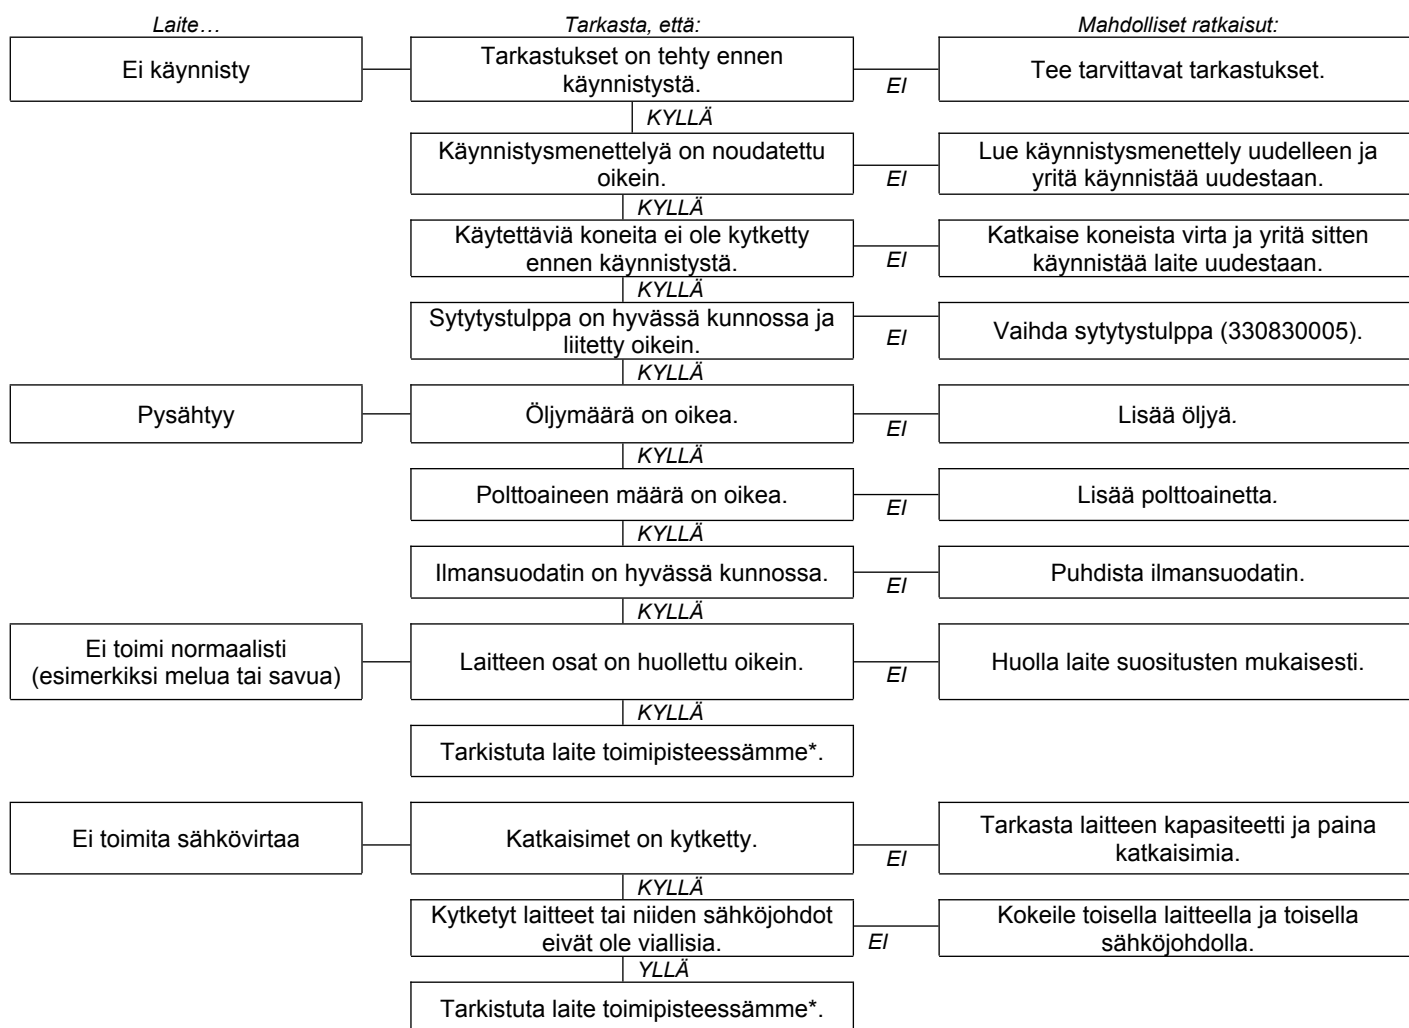 Laite…
Tarkasta, että:
Mahdolliset ratkaisut:
Ei käynnisty
Tarkastukset on tehty ennen
käynnistystä.
EI
Tee tarvittavat tarkastukset.
KYLLÄ
Käynnistysmenettelyä on noudatettu
oikein.
EI
Lue käynnistysmenettely uudelleen ja
yritä käynnistää uudestaan.
KYLLÄ
Käytettäviä koneita ei ole kytketty
ennen käynnistystä.
EI
Katkaise koneista virta ja yritä sitten
käynnistää laite uudestaan.
KYLLÄ
Sytytystulppa on hyvässä kunnossa ja
liitetty oikein.
EI
Vaihda sytytystulppa (330830005).
KYLLÄ
Pysähtyy
Öljymäärä on oikea.
EI
Lisää öljyä.
KYLLÄ
Polttoaineen määrä on oikea.
EI
Lisää polttoainetta.
KYLLÄ
Ilmansuodatin on hyvässä kunnossa.
EI
Puhdista ilmansuodatin.
KYLLÄ
Ei toimi normaalisti
(esimerkiksi melua tai savua)
Laitteen osat on huollettu oikein.
EI
Huolla laite suositusten mukaisesti.
KYLLÄ
Tarkistuta laite toimipisteessämme*.
Ei toimita sähkövirtaa
Katkaisimet on kytketty.
EI
Tarkasta laitteen kapasiteetti ja paina
katkaisimia.
KYLLÄ
Kytketyt laitteet tai niiden sähköjohdot
eivät ole viallisia.
EI
Kokeile toisella laitteella ja toisella
sähköjohdolla.
YLLÄ
Tarkistuta laite toimipisteessämme*.